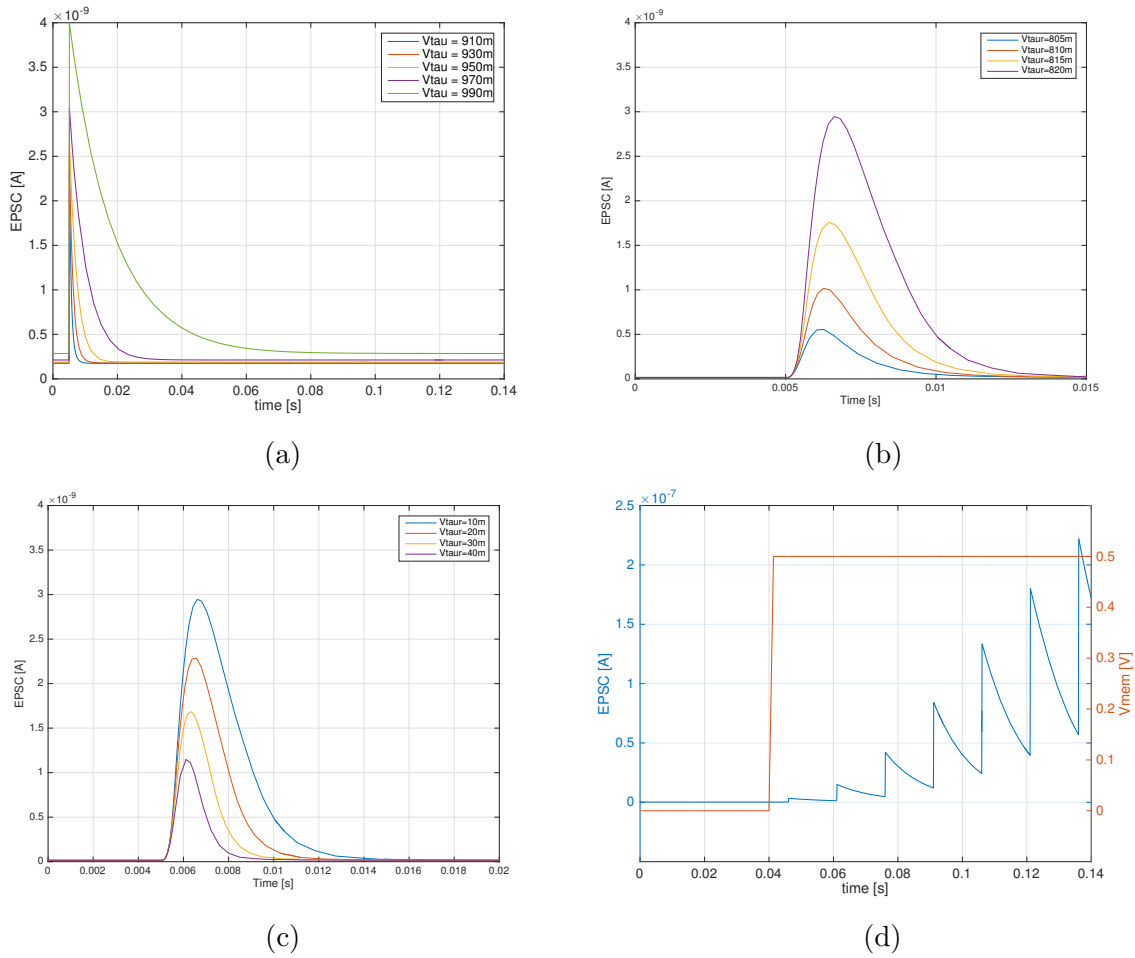 ×10⁻⁹
4
3.5
3
2.5
2
1.5
1
0.5
0
EPSC [A]
0 0.02 0.04 0.06 0.08 0.1 0.12 0.14
time [s]
Vtau = 910m
Vtau = 930m
Vtau = 950m
Vtau = 970m
Vtau = 990m
(a)
×10⁻⁹
4
3.5
3
2.5
2
1.5
1
0.5
0
EPSC [A]
0 0.005 0.01 0.015
Time [s]
Vtaur=805m
Vtaur=810m
Vtaur=815m
Vtaur=820m
(b)
×10⁻⁹
4
3.5
3
2.5
2
1.5
1
0.5
0
EPSC [A]
0 0.002 0.004 0.006 0.008 0.01 0.012 0.014 0.016 0.018 0.02
Time [s]
Vtaur=10m
Vtaur=20m
Vtaur=30m
Vtaur=40m
(c)
×10⁻⁷
2.5
2
1.5
1
0.5
0
EPSC [A]
0 0.02 0.04 0.06 0.08 0.1 0.12 0.14
time [s]
0.5
0.4
0.3
0.2
0.1
0
Vmem [V]
(d)